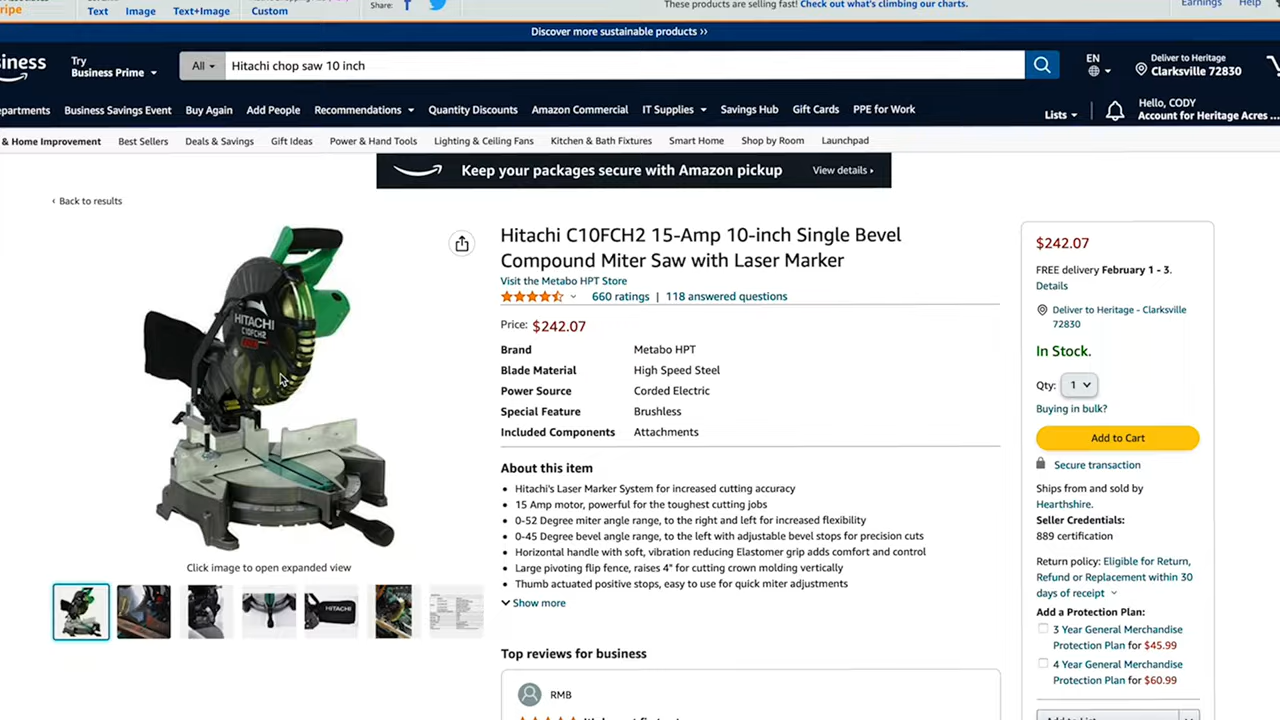 ripe
Text Image Text+Image
Custom
Share:
These products are selling fast! Check out what's climbing our charts.
Earnings Help
Discover more sustainable products ››
siness
Try
Business Prime
All
Hitachi chop saw 10 inch
EN
Deliver to Heritage
Clarksville 72830
epartments Business Savings Event Buy Again Add People Recommendations Quantity Discounts Amazon Commercial IT Supplies Savings Hub Gift Cards PPE for Work
Lists
Hello, CODY
Account for Heritage Acres ...
& Home Improvement Best Sellers Deals & Savings Gift Ideas Power & Hand Tools Lighting & Ceiling Fans Kitchen & Bath Fixtures Smart Home Shop by Room Launchpad
Keep your packages secure with Amazon pickup View details ›
‹ Back to results
HITACHI
C10FCH2
Click image to open expanded view
HITACHI
Hitachi C10FCH2 15-Amp 10-inch Single Bevel
Compound Miter Saw with Laser Marker
Visit the Metabo HPT Store
660 ratings | 118 answered questions
Price: $242.07
Brand Metabo HPT
Blade Material High Speed Steel
Power Source Corded Electric
Special Feature Brushless
Included Components Attachments
About this item
• Hitachi's Laser Marker System for increased cutting accuracy
• 15 Amp motor, powerful for the toughest cutting jobs
• 0-52 Degree miter angle range, to the right and left for increased flexibility
• 0-45 Degree bevel angle range, to the left with adjustable bevel stops for precision cuts
• Horizontal handle with soft, vibration reducing Elastomer grip adds comfort and control
• Large pivoting flip fence, raises 4" for cutting crown molding vertically
• Thumb actuated positive stops, easy to use for quick miter adjustments
Show more
Top reviews for business
RMB
$242.07
FREE delivery February 1 - 3.
Details
Deliver to Heritage - Clarksville
72830
In Stock.
Qty: 1
Buying in bulk?
Add to Cart
Secure transaction
Ships from and sold by
Hearthshire.
Seller Credentials:
889 certification
Return policy: Eligible for Return,
Refund or Replacement within 30
days of receipt
Add a Protection Plan:
3 Year General Merchandise
Protection Plan for $45.99
4 Year General Merchandise
Protection Plan for $60.99